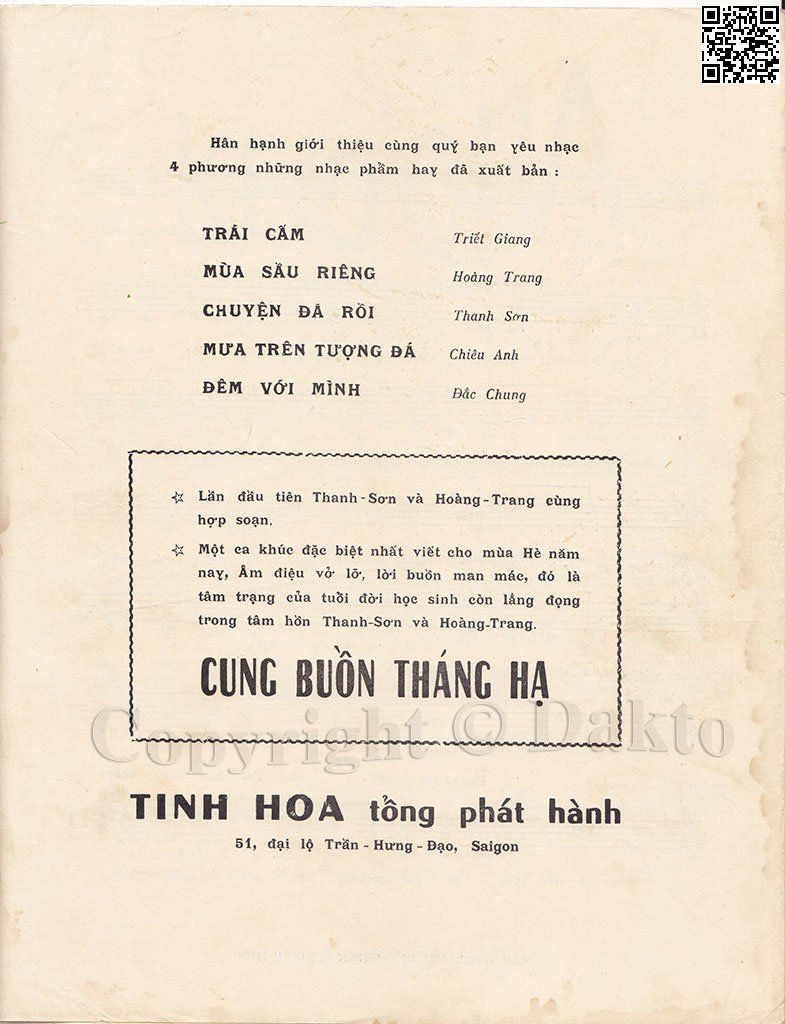 Hân hạnh giới thiệu cùng quý bạn yêu nhạc
4 phương những nhạc phẩm hay đã xuất bản :
TRÁI CẤM Triết Giang
MÙA SẦU RIÊNG Hoàng Trang
CHUYỆN ĐÃ RỒI Thanh Sơn
MƯA TRÊN TƯỢNG ĐÁ Chiêu Anh
ĐÊM VỚI MÌNH Đắc Chung
☆ Lần đầu tiên Thanh-Sơn và Hoàng-Trang cùng
hợp soạn.
☆ Một ca khúc đặc biệt nhất viết cho mùa Hè năm
nay, Âm điệu vở lỡ, lời buồn man mác, đó là
tâm trạng của tuổi đời học sinh còn lắng đọng
trong tâm hồn Thanh-Sơn và Hoàng-Trang.
CUNG BUỒN THÁNG HẠ
Copyright © Dakto
TINH HOA tổng phát hành
51, đại lộ Trần - Hưng - Đạo, Saigon